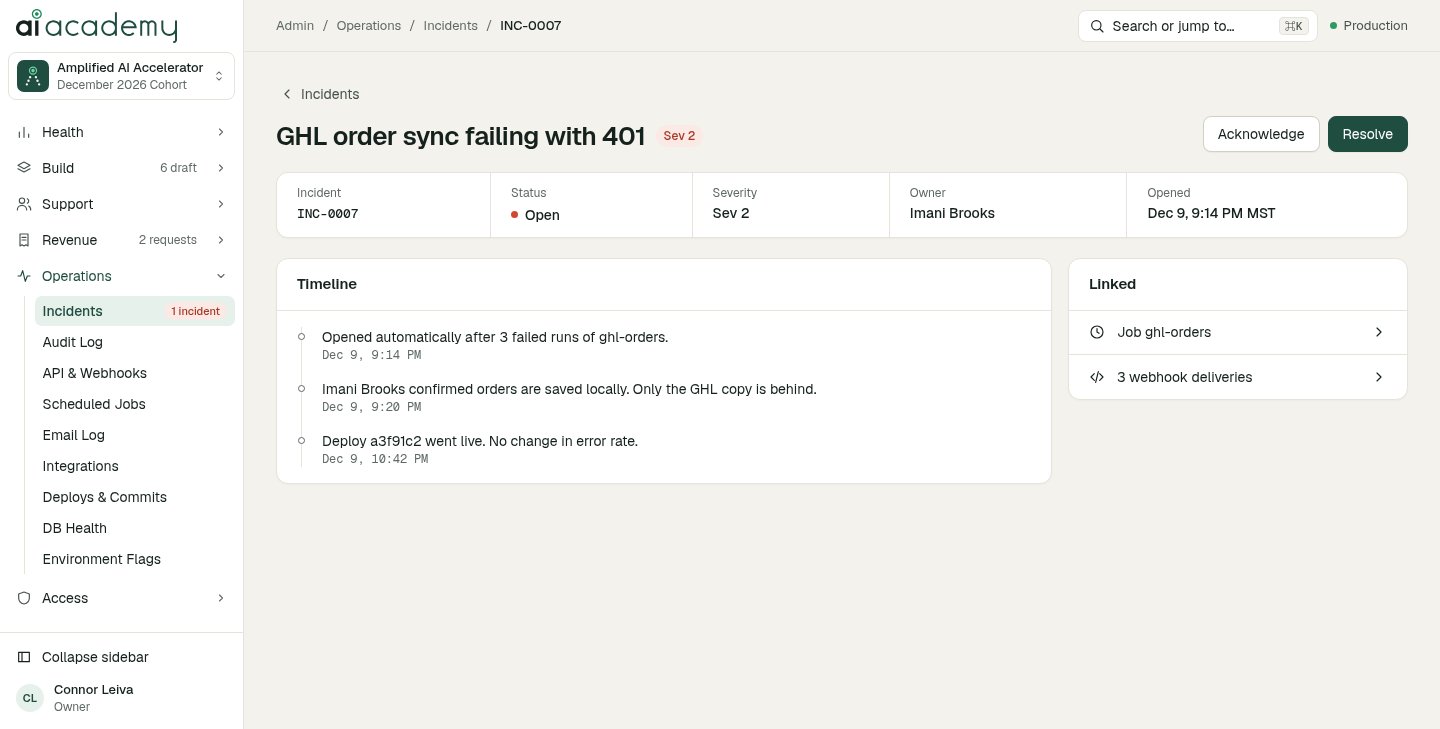 ai academy
Amplified AI Accelerator
December 2026 Cohort
Health
Build 6 draft
Support
Revenue 2 requests
Operations
Incidents 1 incident
Audit Log
API & Webhooks
Scheduled Jobs
Email Log
Integrations
Deploys & Commits
DB Health
Environment Flags
Access
Collapse sidebar
CL
Connor Leiva
Owner
Admin / Operations / Incidents / INC-0007
Search or jump to… ⌘K
Production
Incidents
GHL order sync failing with 401 Sev 2
Acknowledge Resolve
Incident
INC-0007
Status
Open
Severity
Sev 2
Owner
Imani Brooks
Opened
Dec 9, 9:14 PM MST
Timeline
Opened automatically after 3 failed runs of ghl-orders.
Dec 9, 9:14 PM
Imani Brooks confirmed orders are saved locally. Only the GHL copy is behind.
Dec 9, 9:20 PM
Deploy a3f91c2 went live. No change in error rate.
Dec 9, 10:42 PM
Linked
Job ghl-orders
3 webhook deliveries